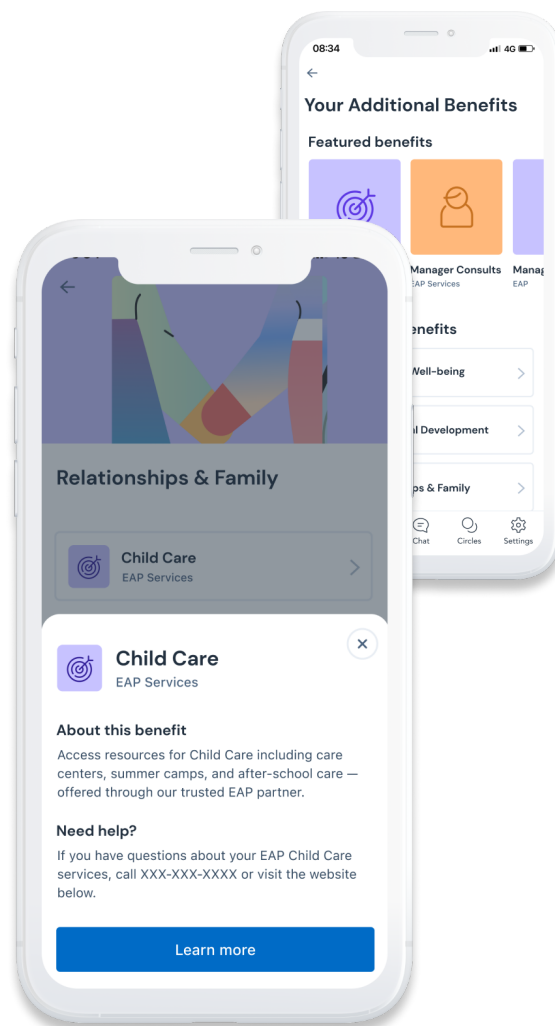 08:34
4G
Your Additional Benefits
Featured benefits
Manager Consults
EAP Services
Manag
EAP
enefits
Well-being
l Development
ps & Family
Chat
Circles
Settings
Relationships & Family
Child Care
EAP Services
Child Care
EAP Services
About this benefit
Access resources for Child Care including care
centers, summer camps, and after-school care —
offered through our trusted EAP partner.
Need help?
If you have questions about your EAP Child Care
services, call XXX-XXX-XXXX or visit the website
below.
Learn more